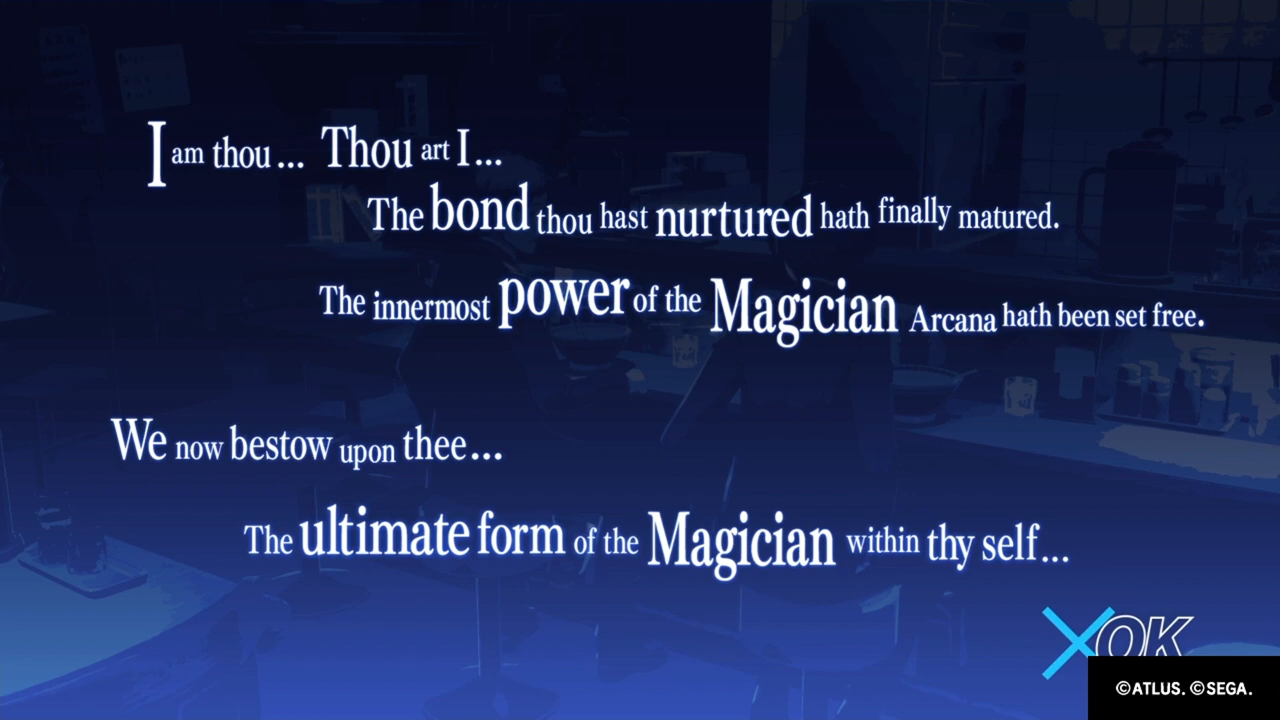 I am thou... Thou art I...
The bond thou hast nurtured hath finally matured.
The innermost power of the Magician Arcana hath been set free.
We now bestow upon thee...
The ultimate form of the Magician within thy self...
OK
©ATLUS. ©SEGA.